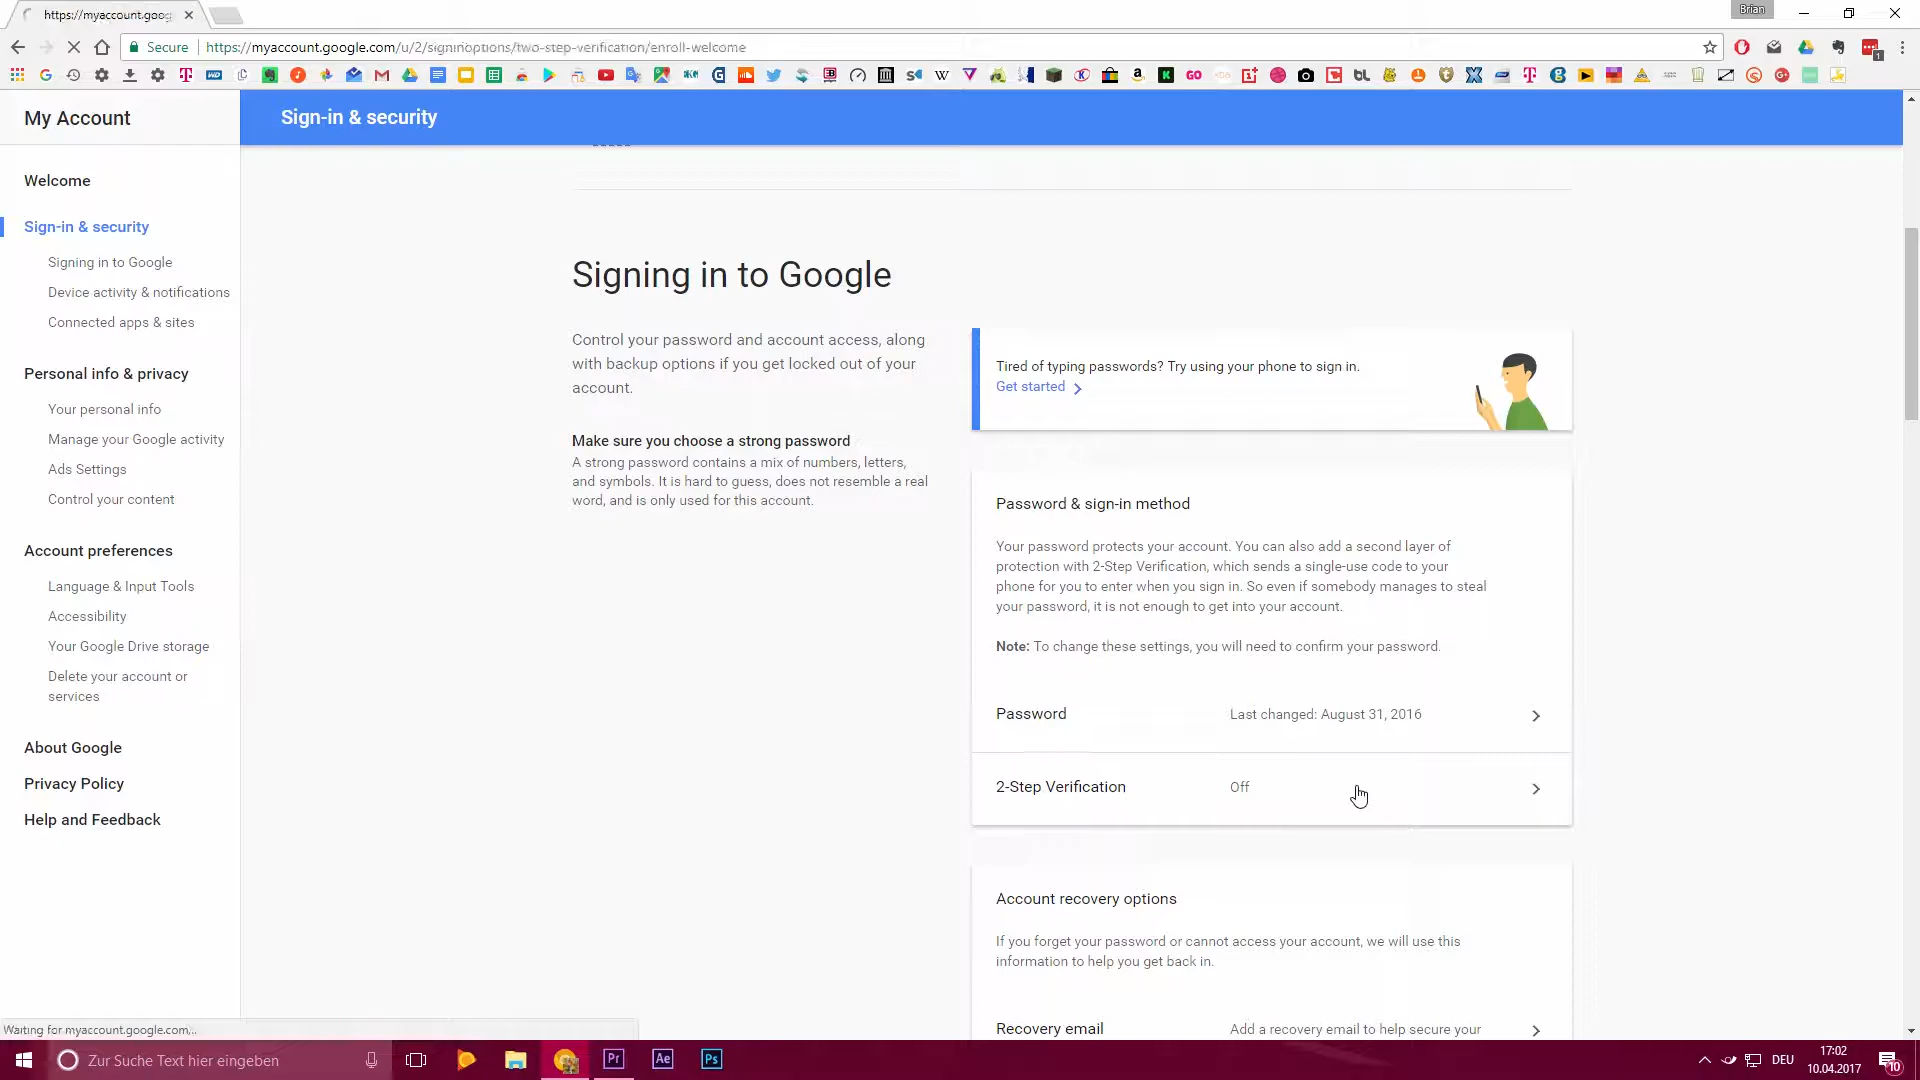 https://myaccount.goog
Brian
Secure
https://myaccount.google.com/u/2/signinoptions/two-step-verification/enroll-welcome
My Account
Sign-in & security
Welcome
Sign-in & security
Signing in to Google
Device activity & notifications
Connected apps & sites
Personal info & privacy
Your personal info
Manage your Google activity
Ads Settings
Control your content
Account preferences
Language & Input Tools
Accessibility
Your Google Drive storage
Delete your account or
services
About Google
Privacy Policy
Help and Feedback
Signing in to Google
Control your password and account access, along
with backup options if you get locked out of your
account.
Make sure you choose a strong password
A strong password contains a mix of numbers, letters,
and symbols. It is hard to guess, does not resemble a real
word, and is only used for this account.
Tired of typing passwords? Try using your phone to sign in.
Get started
Password & sign-in method
Your password protects your account. You can also add a second layer of
protection with 2-Step Verification, which sends a single-use code to your
phone for you to enter when you sign in. So even if somebody manages to steal
your password, it is not enough to get into your account.
Note: To change these settings, you will need to confirm your password.
Password Last changed: August 31, 2016
2-Step Verification Off
Account recovery options
If you forget your password or cannot access your account, we will use this
information to help you get back in.
Recovery email Add a recovery email to help secure your
Waiting for myaccount.google.com...
Zur Suche Text hier eingeben
Pr
Ae
Ps
DEU
17:02
10.04.2017
10